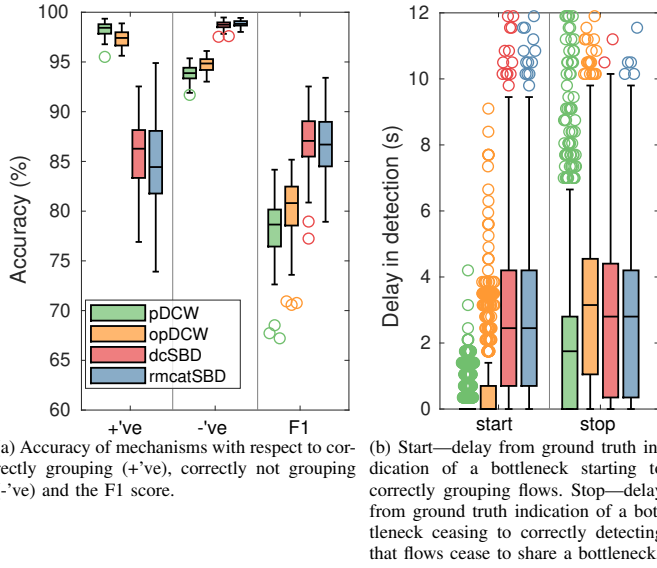 100
95
90
85
80
75
70
65
60
Accuracy (%)
pDCW
opDCW
dcSBD
rmcatSBD
+'ve
-'ve
F1
a) Accuracy of mechanisms with respect to cor-
rectly grouping (+'ve), correctly not grouping
-'ve) and the F1 score.
12
10
8
6
4
2
0
Delay in detection (s)
start
stop
(b) Start—delay from ground truth in-
dication of a bottleneck starting to
correctly grouping flows. Stop—delay
from ground truth indication of a bot-
tleneck ceasing to correctly detecting
that flows cease to share a bottleneck.